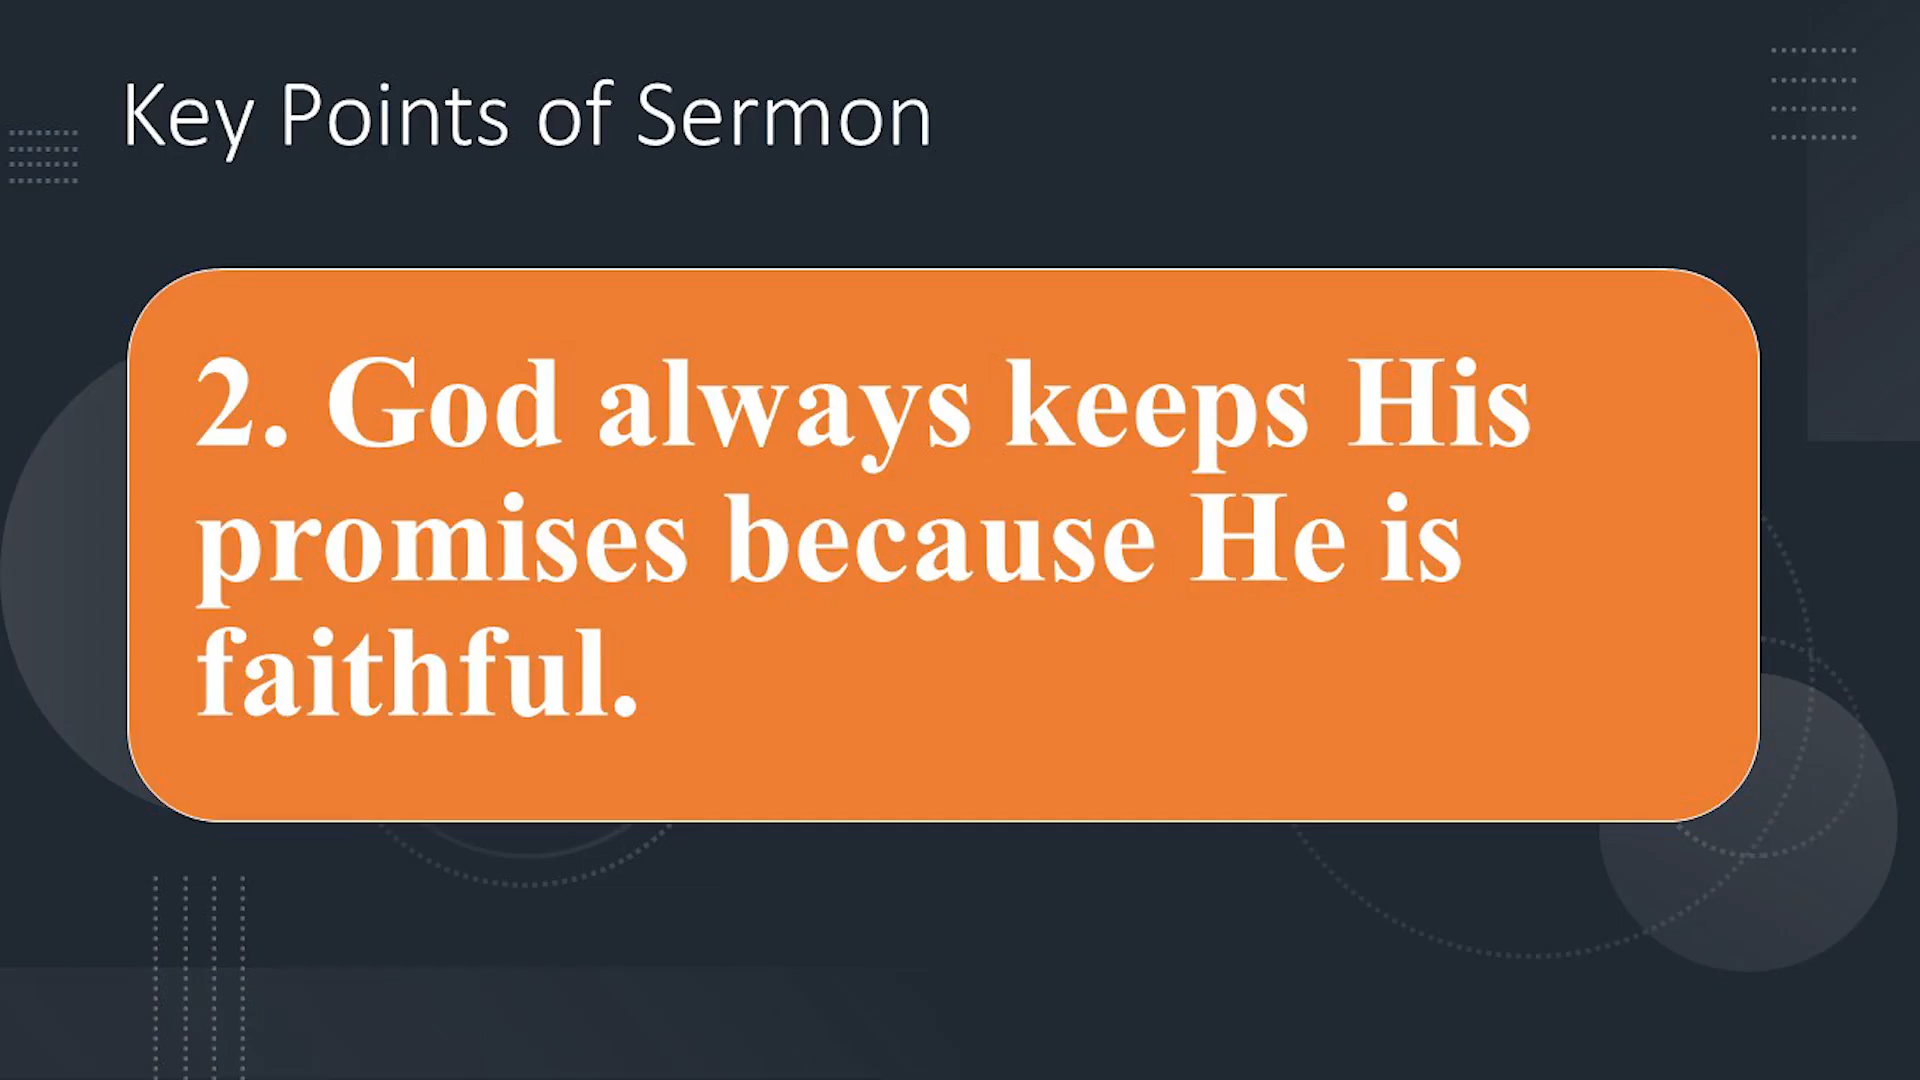 Key Points of Sermon
2. God always keeps His
promises because He is
faithful.